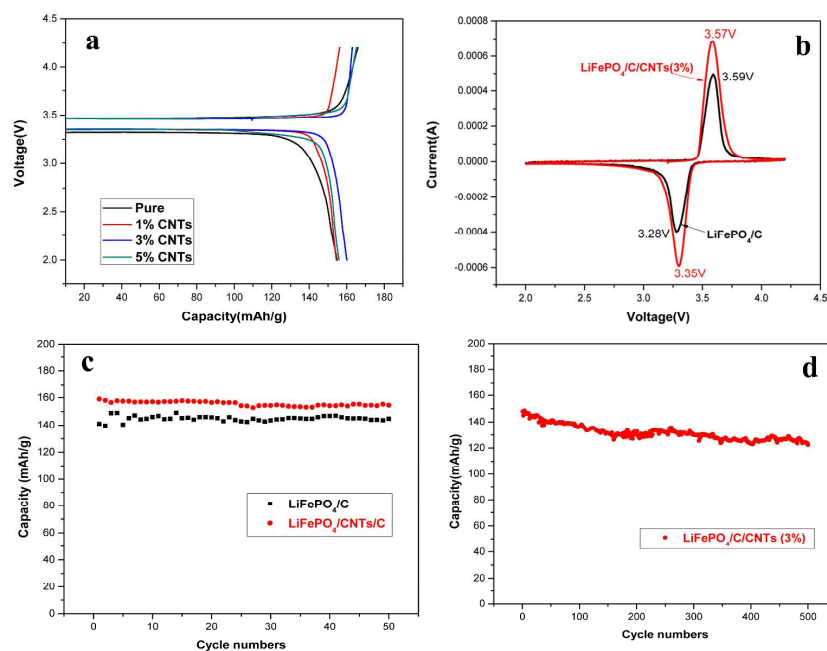 a
4.5
4.0
3.5
3.0
2.5
2.0
Voltage(V)
Pure
1% CNTs
3% CNTs
5% CNTs
20 40 60 80 100 120 140 160 180
Capacity(mAh/g)
b
0.0008
0.0006
0.0004
0.0002
0.0000
-0.0002
-0.0004
-0.0006
Current(A)
3.57V
LiFePO4/C/CNTs(3%)
3.59V
3.28V
LiFePO4/C
3.35V
2.0 2.5 3.0 3.5 4.0 4.5
Voltage(V)
c
200
180
160
140
120
100
80
60
40
20
0
Capacity (mAh/g)
LiFePO4/C
LiFePO4/CNTs/C
0 10 20 30 40 50
Cycle numbers
d
200
180
160
140
120
100
80
60
40
20
0
Capacity (mAh/g)
LiFePO4/C/CNTs (3%)
0 100 200 300 400 500
Cycle numbers